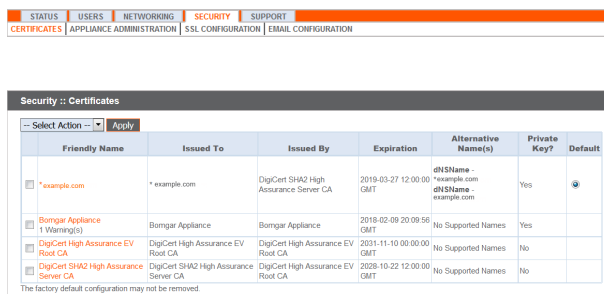 STATUS USERS NETWORKING SECURITY SUPPORT
CERTIFICATES APPLIANCE ADMINISTRATION SSL CONFIGURATION EMAIL CONFIGURATION
Security :: Certificates
-- Select Action -- Apply
Friendly Name Issued To Issued By Expiration Alternative Name(s) Private Key? Default
*example.com * example.com DigiCert SHA2 High Assurance Server CA 2019-03-27 12:00:00 GMT dNSName - *example.com dNSName - example.com Yes
Bomgar Appliance 1 Warning(s) Bomgar Appliance Bomgar Appliance 2018-02-09 20:09:56 GMT No Supported Names Yes
DigiCert High Assurance EV Root CA DigiCert High Assurance EV Root CA DigiCert High Assurance EV Root CA 2031-11-10 00:00:00 GMT No Supported Names No
DigiCert SHA2 High Assurance Server CA DigiCert SHA2 High Assurance Server CA DigiCert High Assurance EV Root CA 2028-10-22 12:00:00 GMT No Supported Names No
The factory default configuration may not be removed.